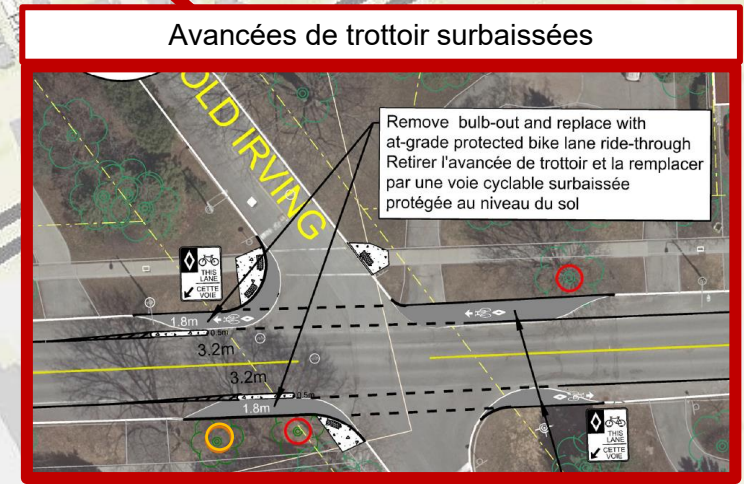 Avancées de trottoir surbaissées
OLD IRVING
Remove bulb-out and replace with
at-grade protected bike lane ride-through
Retirer l'avancée de trottoir et la remplacer
par une voie cyclable surbaissée
protégée au niveau du sol
THIS
LANE
CETTE
VOIE
1.8m
0.5m
3.2m
3.2m
0.5m
1.8m
THIS
LANE
CETTE
VOIE